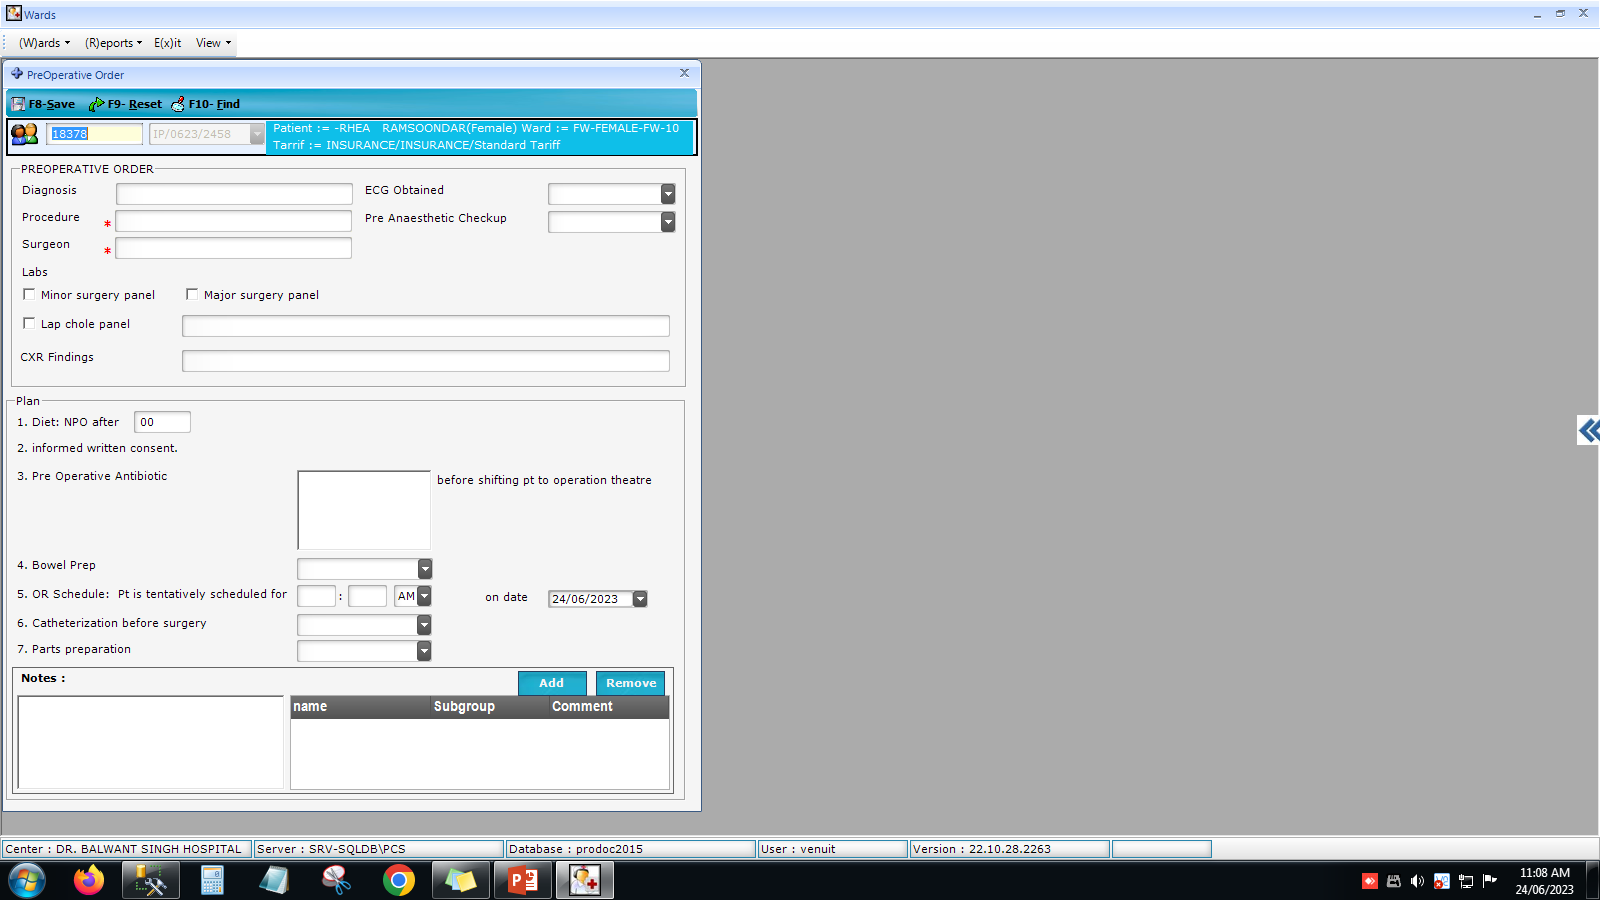 Wards
(W)ards (R)eports E(x)it View
PreOperative Order
F8-Save F9- Reset F10- Find
18378 IP/0623/2458 Patient := -RHEA RAMSOONDAR(Female) Ward := FW-FEMALE-FW-10
Tarrif := INSURANCE/INSURANCE/Standard Tariff
PREOPERATIVE ORDER
Diagnosis ECG Obtained
Procedure * Pre Anaesthetic Checkup
Surgeon *
Labs
Minor surgery panel Major surgery panel
Lap chole panel
CXR Findings
Plan
1. Diet: NPO after 00
2. informed written consent.
3. Pre Operative Antibiotic before shifting pt to operation theatre
4. Bowel Prep
5. OR Schedule: Pt is tentatively scheduled for : AM on date 24/06/2023
6. Catheterization before surgery
7. Parts preparation
Notes : Add Remove
name Subgroup Comment
Center : DR. BALWANT SINGH HOSPITAL Server : SRV-SQLDB\PCS Database : prodoc2015 User : venuit Version : 22.10.28.2263
11:08 AM
24/06/2023